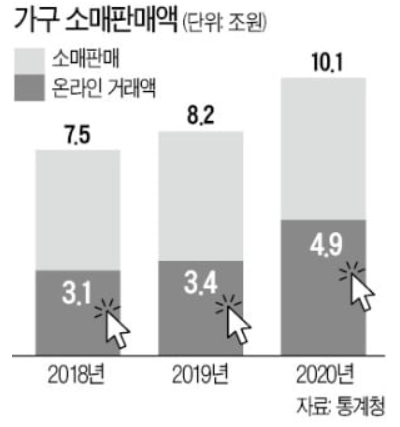 가구 소매판매액 (단위: 조원)
소매판매
온라인 거래액
7.5
8.2
10.1
3.1
3.4
4.9
2018년
2019년
2020년
자료: 통계청